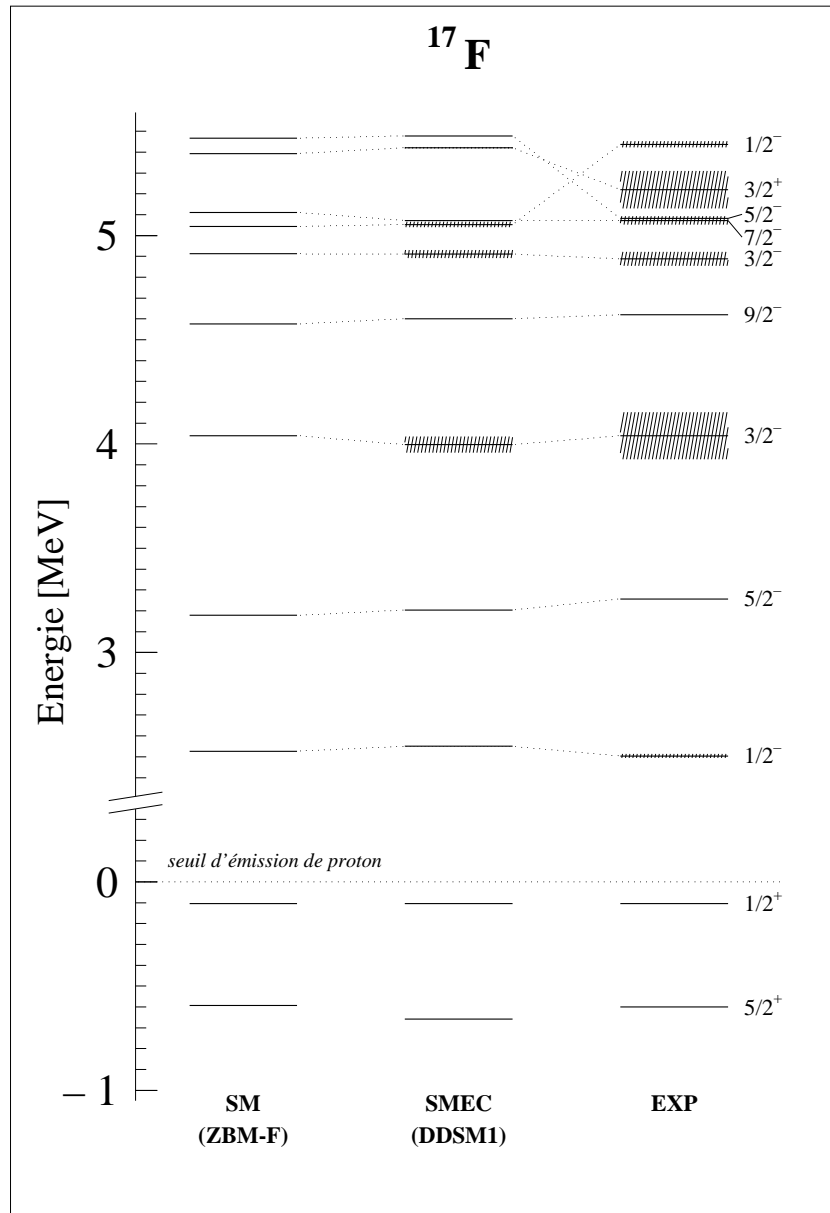 ¹⁷F
Energie [MeV]
5
4
3
0
– 1
1/2⁻
3/2⁺
5/2⁻
7/2⁻
3/2⁻
9/2⁻
3/2⁻
5/2⁻
1/2⁻
seuil d'émission de proton
1/2⁺
5/2⁺
SM
(ZBM-F)
SMEC
(DDSM1)
EXP